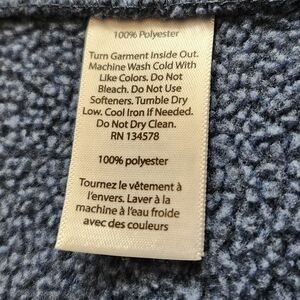 100% Polyester
Turn Garment Inside Out.
Machine Wash Cold With
Like Colors. Do Not
Bleach. Do Not Use
Softeners. Tumble Dry
Low. Cool Iron If Needed.
Do Not Dry Clean.
RN 134578
100% polyester
Tournez le vêtement à
l'envers. Laver à la
machine à l'eau froide
avec des couleurs